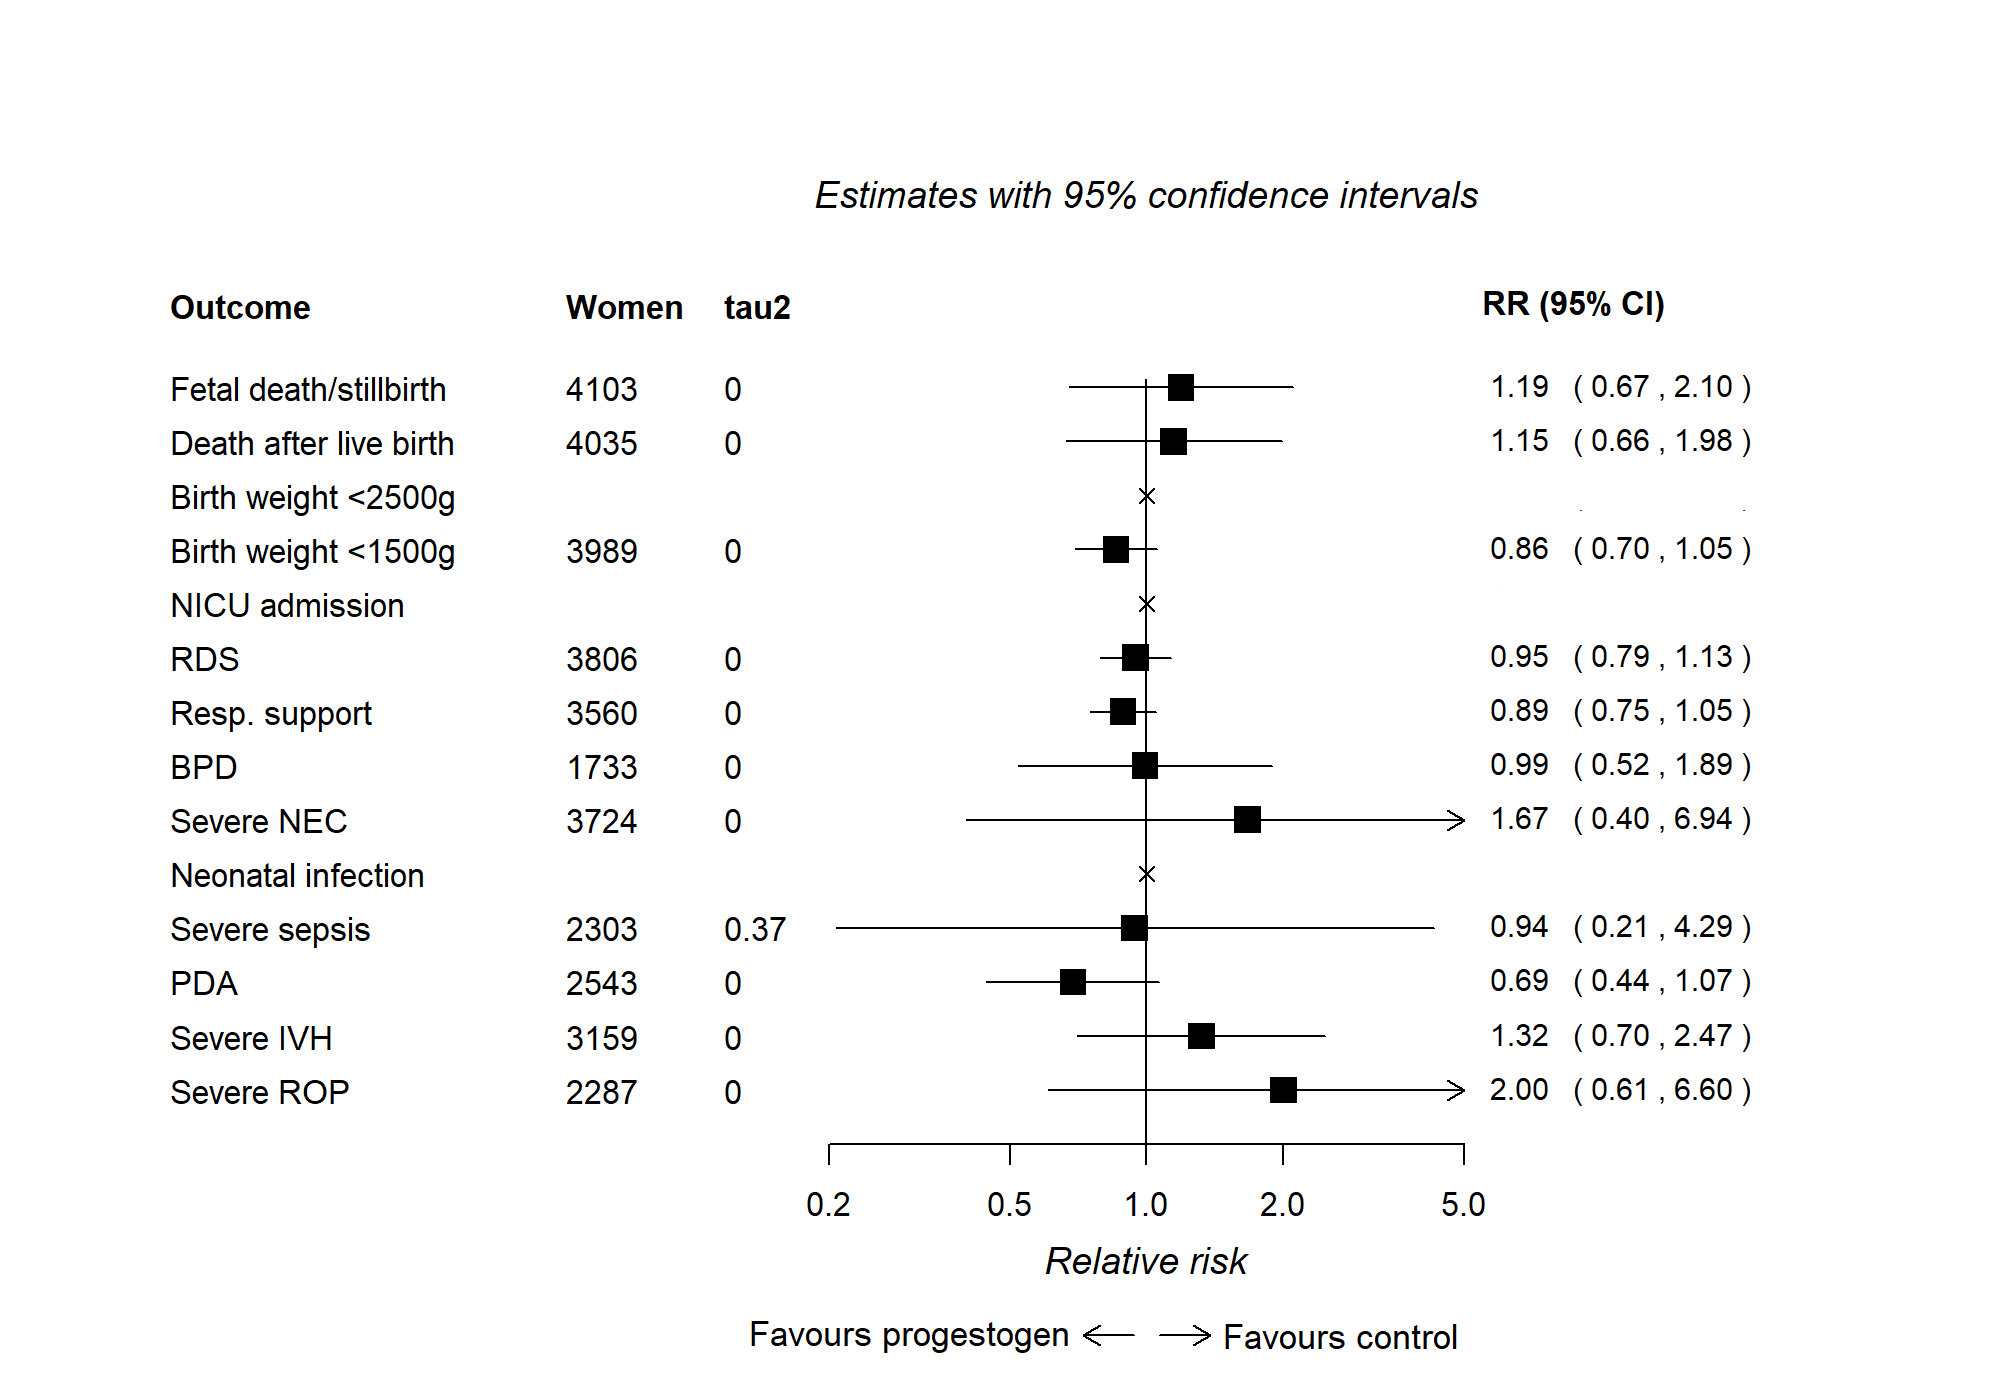 Estimates with 95% confidence intervals
Outcome Women tau2 RR (95% CI)
Fetal death/stillbirth 4103 0 1.19 ( 0.67 , 2.10 )
Death after live birth 4035 0 1.15 ( 0.66 , 1.98 )
Birth weight <2500g
Birth weight <1500g 3989 0 0.86 ( 0.70 , 1.05 )
NICU admission
RDS 3806 0 0.95 ( 0.79 , 1.13 )
Resp. support 3560 0 0.89 ( 0.75 , 1.05 )
BPD 1733 0 0.99 ( 0.52 , 1.89 )
Severe NEC 3724 0 1.67 ( 0.40 , 6.94 )
Neonatal infection
Severe sepsis 2303 0.37 0.94 ( 0.21 , 4.29 )
PDA 2543 0 0.69 ( 0.44 , 1.07 )
Severe IVH 3159 0 1.32 ( 0.70 , 2.47 )
Severe ROP 2287 0 2.00 ( 0.61 , 6.60 )
0.2 0.5 1.0 2.0 5.0
Relative risk
Favours progestogen Favours control